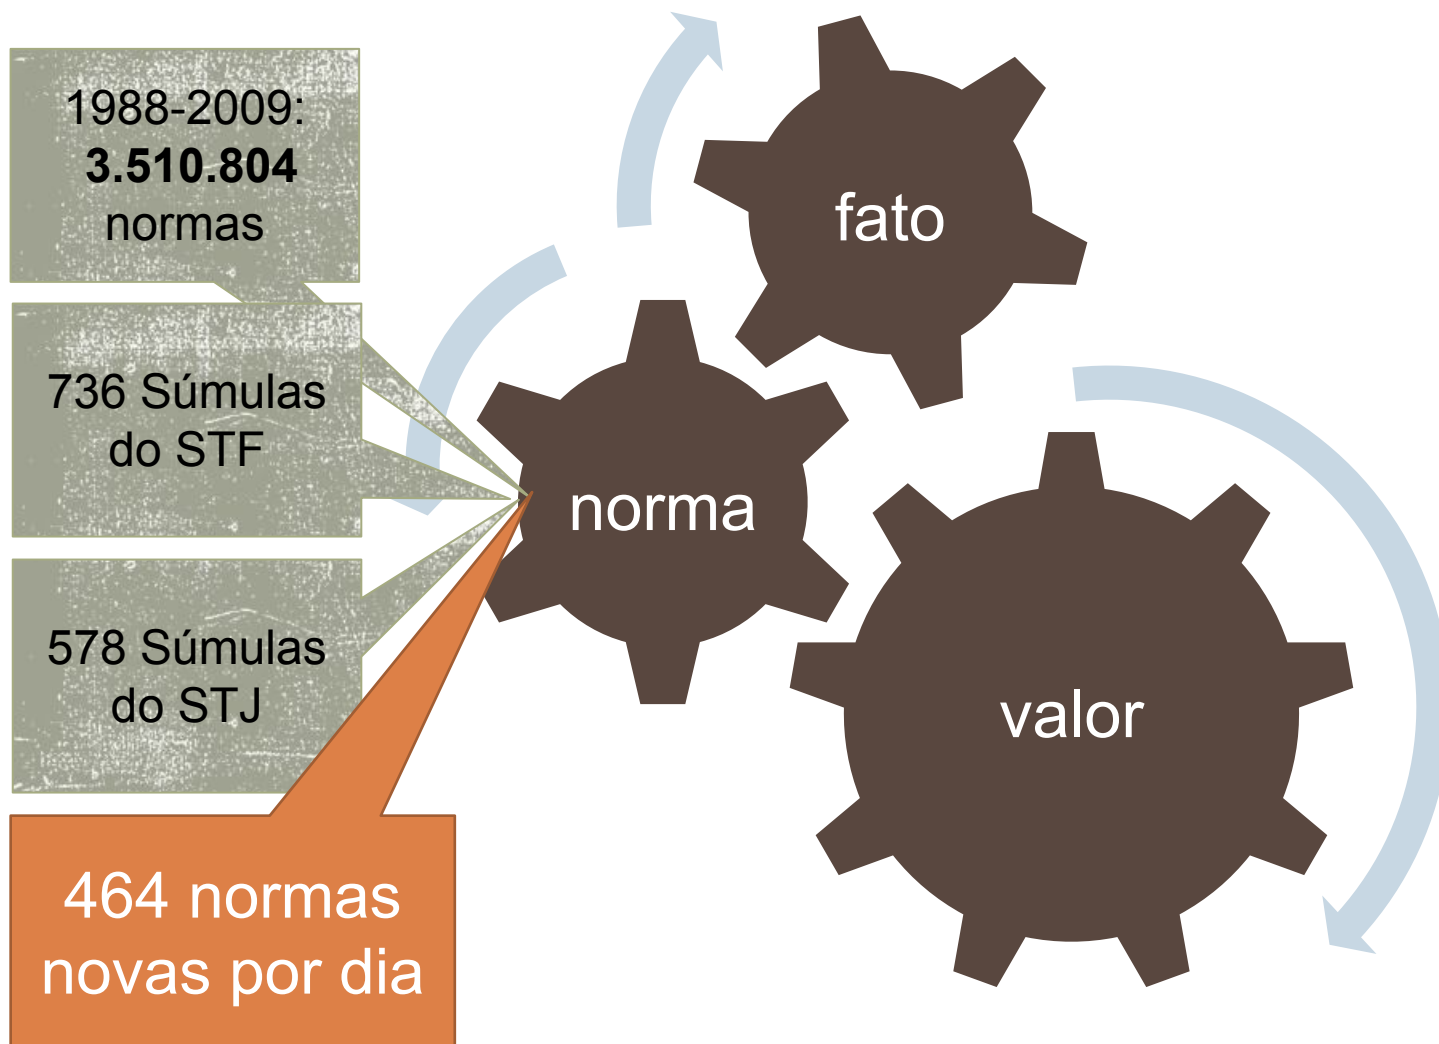 1988-2009:
3.510.804
normas
736 Súmulas
do STF
578 Súmulas
do STJ
464 normas
novas por dia
fato
norma
valor